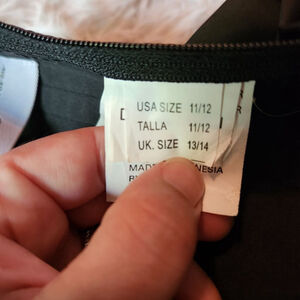 USA SIZE 11/12
TALLA 11/12
UK. SIZE 13/14